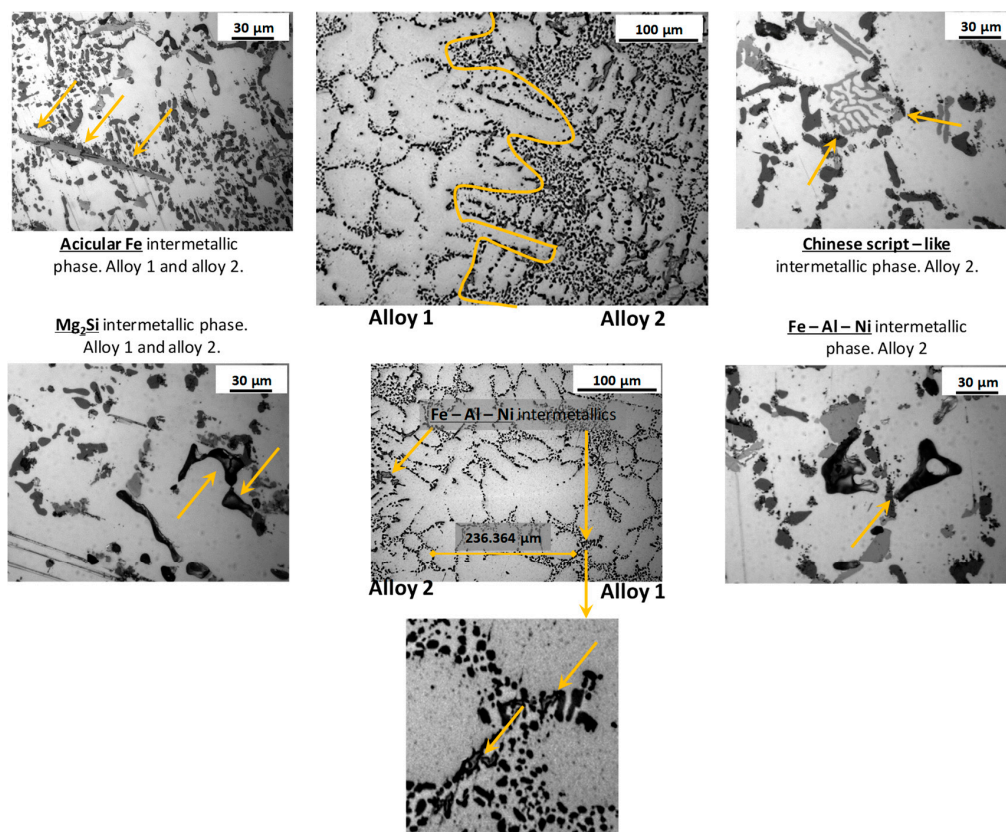 30 µm
100 µm
30 µm
Acicular Fe intermetallic
phase. Alloy 1 and alloy 2.
Alloy 1
Alloy 2
Chinese script – like
intermetallic phase. Alloy 2.
Mg₂Si intermetallic phase.
Alloy 1 and alloy 2.
Fe – Al – Ni intermetallic
phase. Alloy 2
30 µm
100 µm
30 µm
Fe – Al – Ni intermetallics
236.364 µm
Alloy 2
Alloy 1